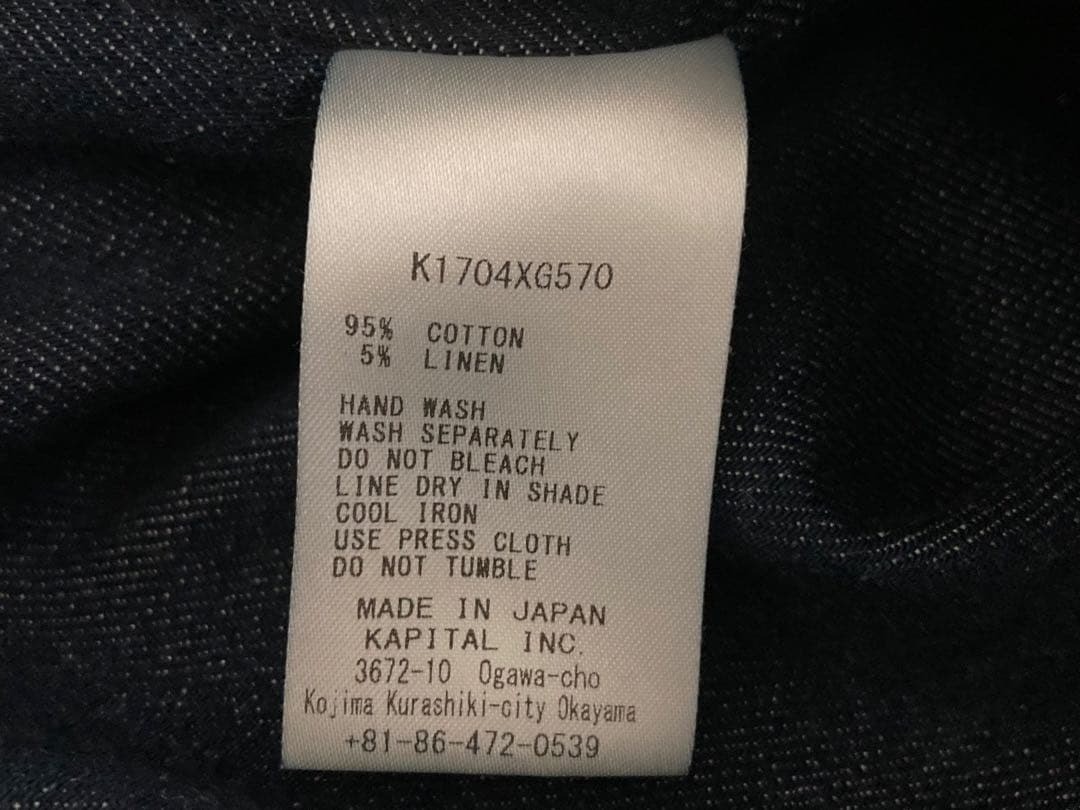 K1704XG570
95% COTTON
5% LINEN
HAND WASH
WASH SEPARATELY
DO NOT BLEACH
LINE DRY IN SHADE
COOL IRON
USE PRESS CLOTH
DO NOT TUMBLE
MADE IN JAPAN
KAPITAL INC.
3672-10 Ogawa-cho
Kojima Kurashiki-city Okayama
+81-86-472-0539